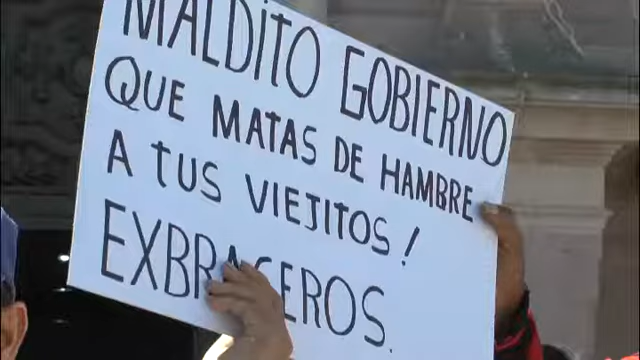 MALDITO GOBIERNO
QUE MATAS DE HAMBRE
A TUS VIEJITOS!
EXBRACEROS.